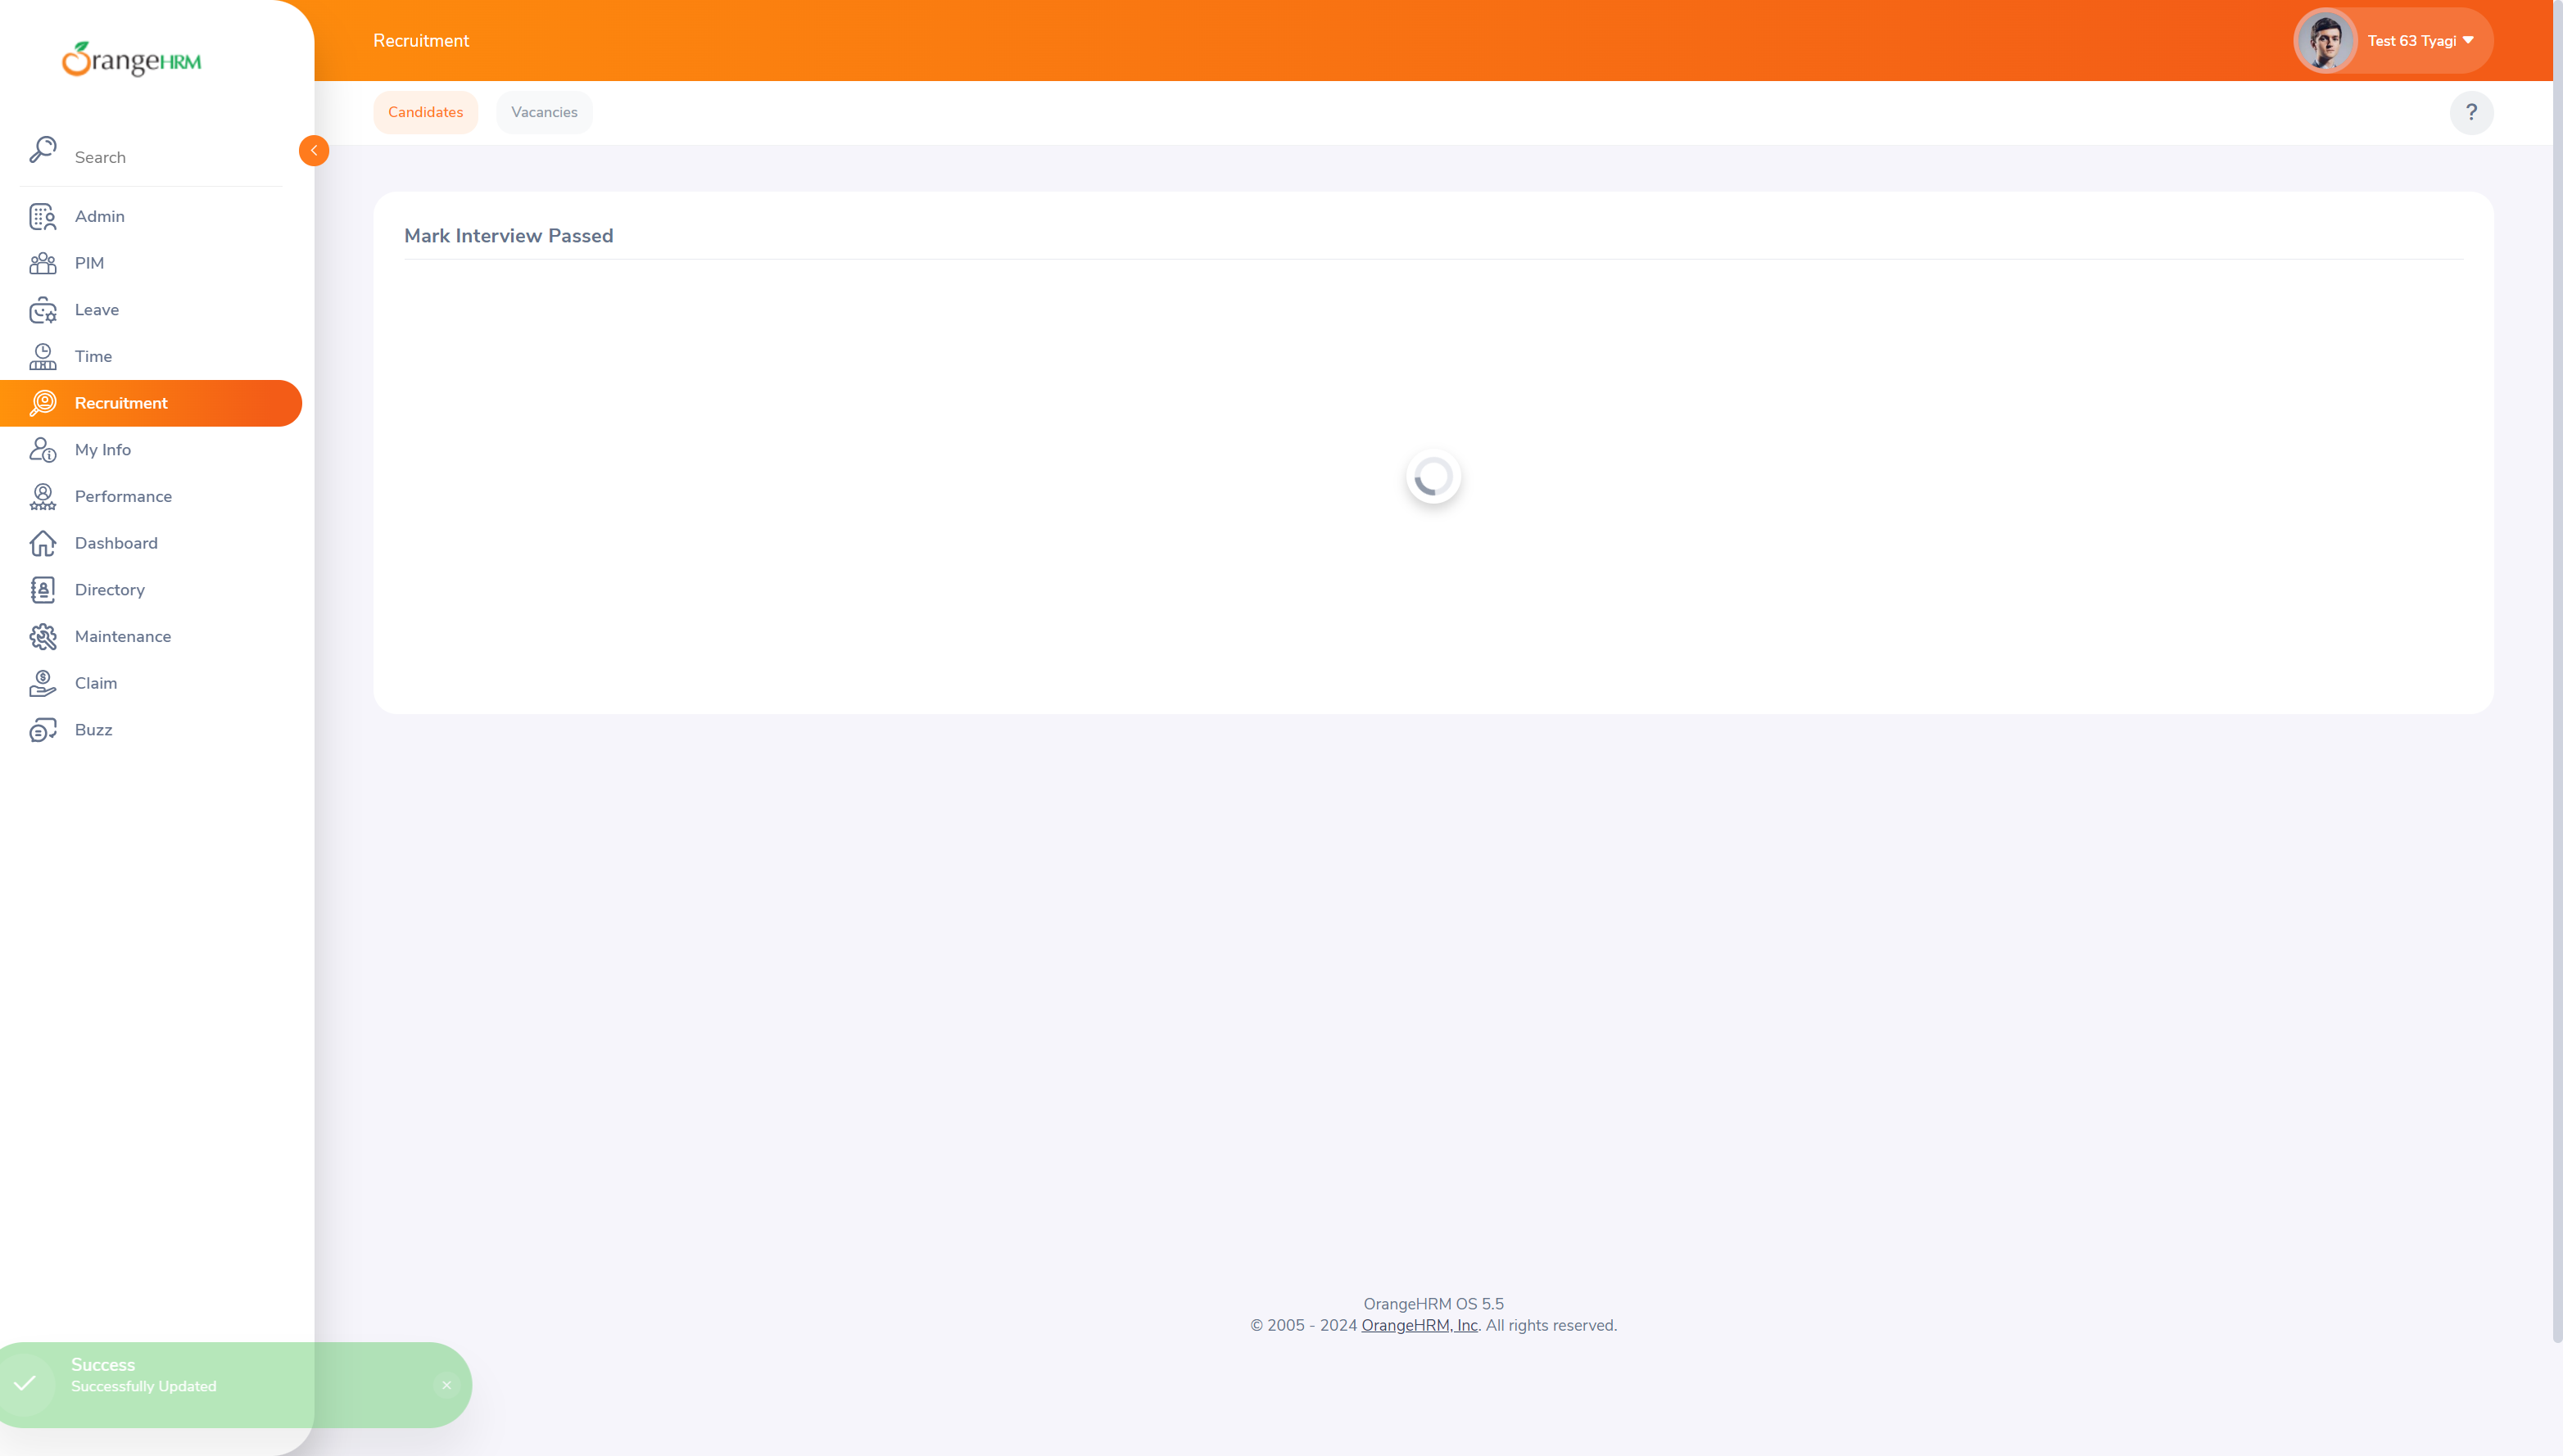 OrangeHRM
Search
Admin
PIM
Leave
Time
Recruitment
My Info
Performance
Dashboard
Directory
Maintenance
Claim
Buzz
Recruitment
Test 63 Tyagi
Candidates
Vacancies
?
Mark Interview Passed
OrangeHRM OS 5.5
© 2005 - 2024 OrangeHRM, Inc. All rights reserved.
Success
Successfully Updated